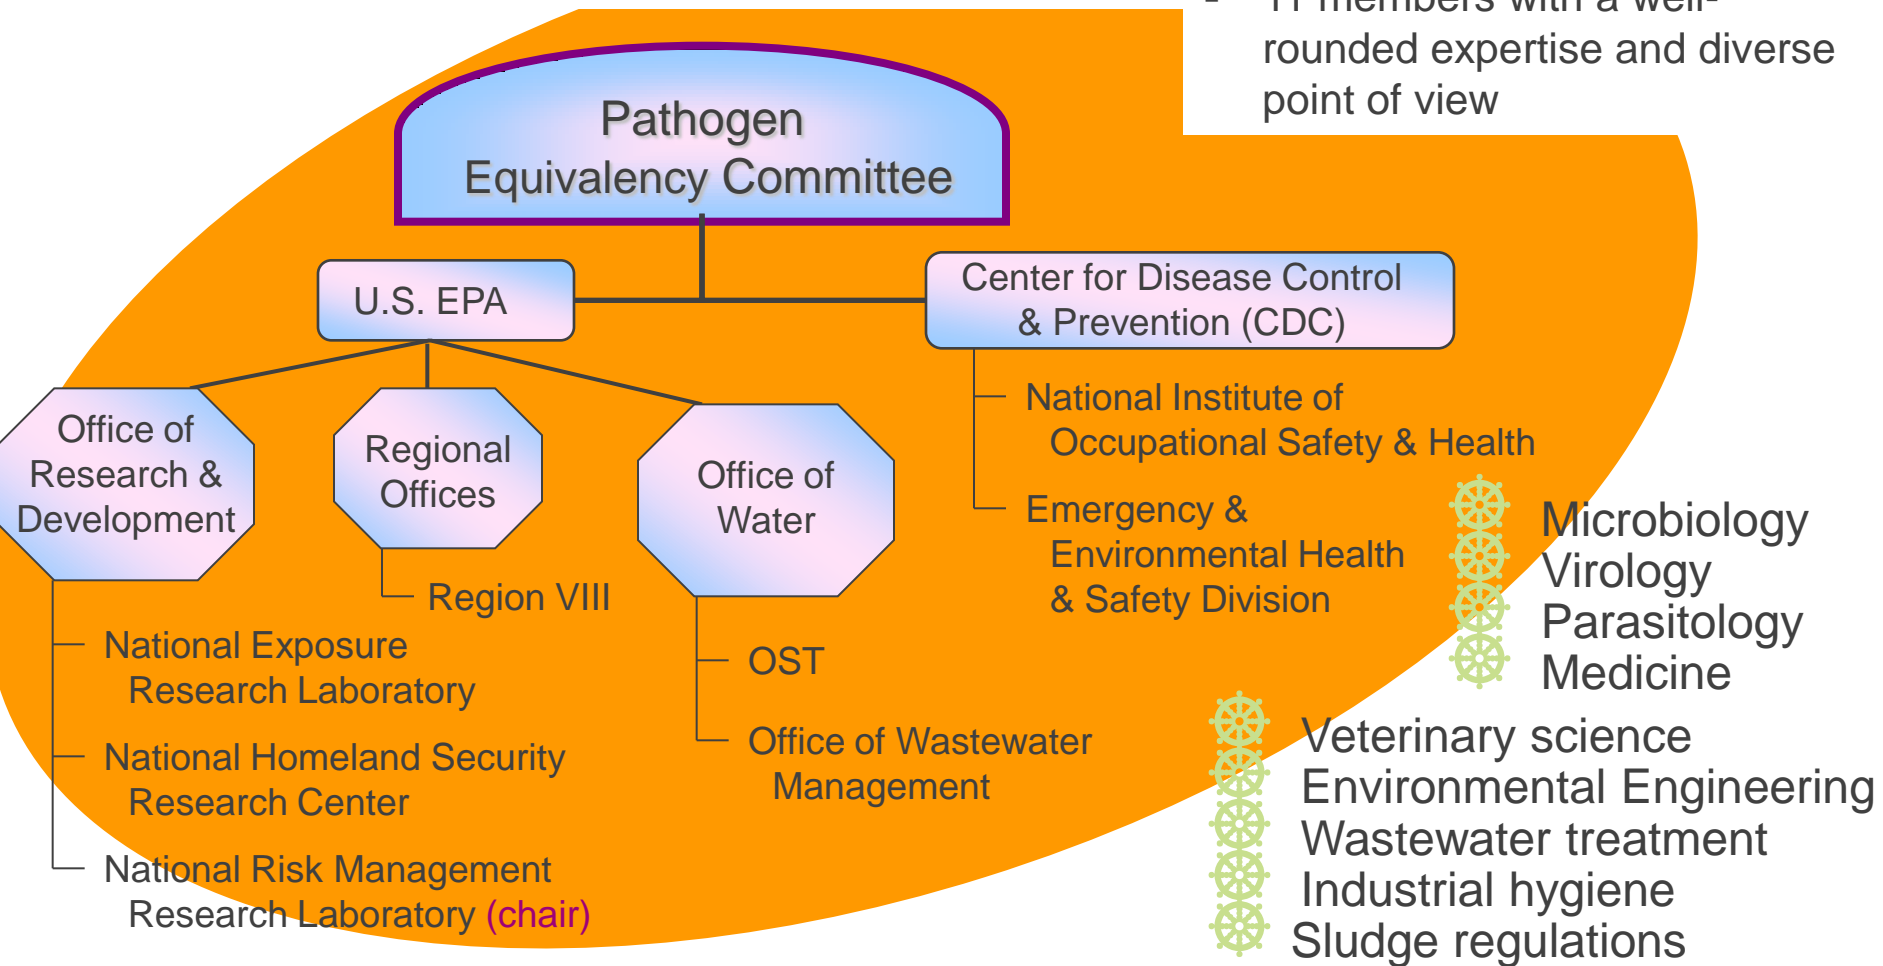 members with a well-
rounded expertise and diverse
point of view
Pathogen
Equivalency Committee
U.S. EPA
Center for Disease Control
& Prevention (CDC)
Office of
Research &
Development
Regional
Offices
Office of
Water
National Institute of
Occupational Safety & Health
Emergency &
Environmental Health
& Safety Division
Region VIII
National Exposure
Research Laboratory
National Homeland Security
Research Center
National Risk Management
Research Laboratory (chair)
OST
Office of Wastewater
Management
Microbiology
Virology
Parasitology
Medicine
Veterinary science
Environmental Engineering
Wastewater treatment
Industrial hygiene
Sludge regulations